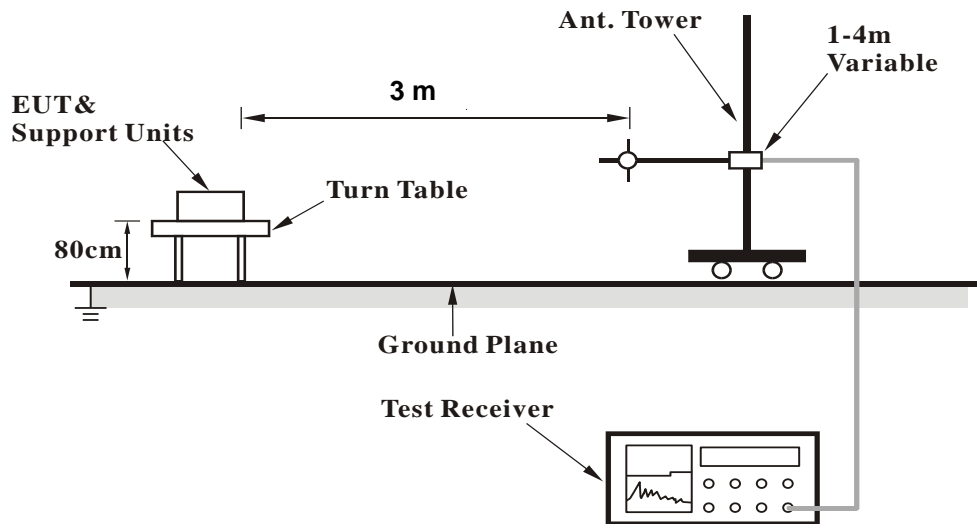 Ant. Tower
1-4m
Variable
3 m
EUT&
Support Units
Turn Table
80cm
Ground Plane
Test Receiver